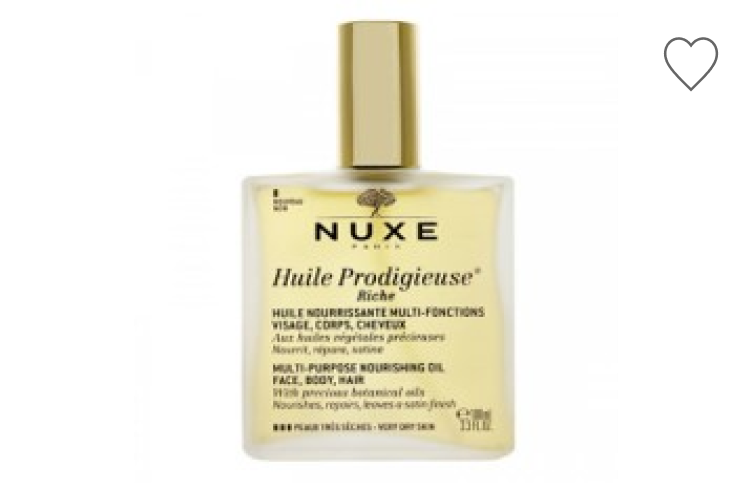 NUXE
PARIS
Huile Prodigieuse®
Riche
HUILE NOURRISSANTE MULTI-FONCTIONS
VISAGE, CORPS, CHEVEUX
Aux huiles végétales précieuses
Nourrit, répare, satine
MULTI-PURPOSE NOURISHING OIL
FACE, BODY, HAIR
With precious botanical oils
Nourishes, repairs, leaves a satin finish
℮100ml
3.3 FL.OZ.
PEAUX TRÈS SÈCHES - VERY DRY SKIN